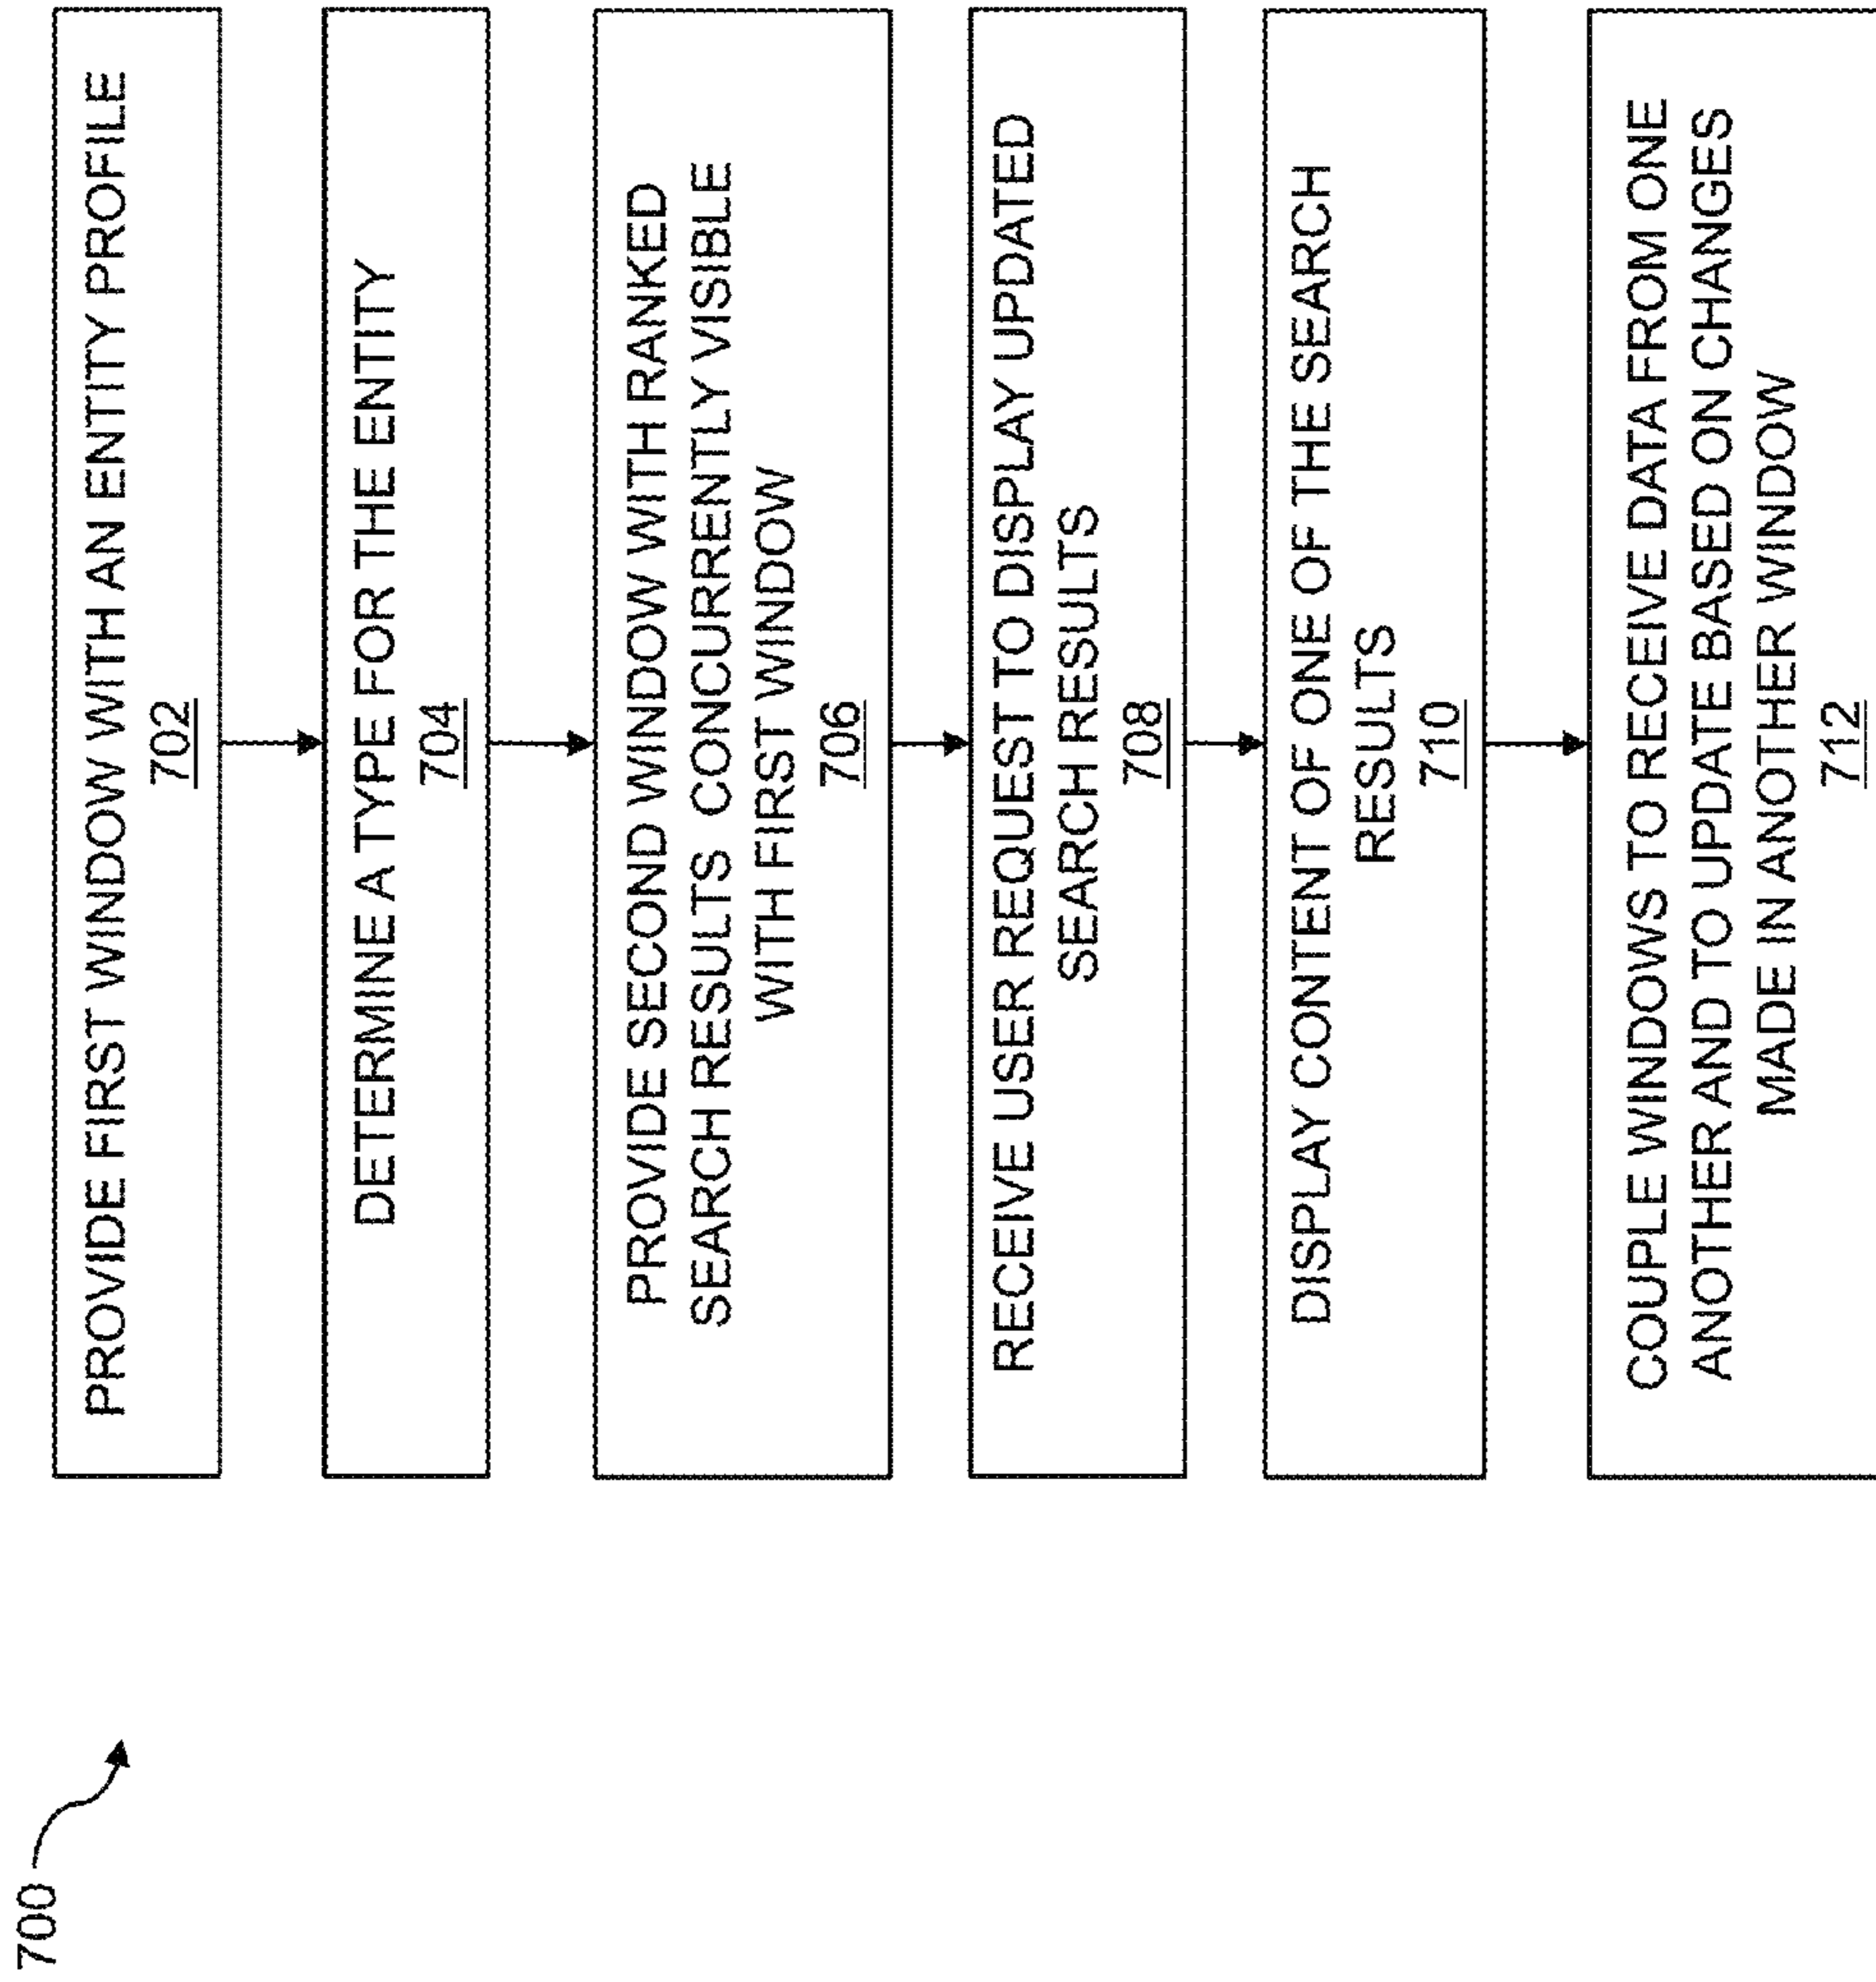 700
PROVIDE FIRST WINDOW WITH AN ENTITY PROFILE
702
DETERMINE A TYPE FOR THE ENTITY
704
PROVIDE SECOND WINDOW WITH RANKED
SEARCH RESULTS CONCURRENTLY VISIBLE
WITH FIRST WINDOW
706
RECEIVE USER REQUEST TO DISPLAY UPDATED
SEARCH RESULTS
708
DISPLAY CONTENT OF ONE OF THE SEARCH
RESULTS
710
COUPLE WINDOWS TO RECEIVE DATA FROM ONE
ANOTHER AND TO UPDATE BASED ON CHANGES
MADE IN ANOTHER WINDOW
712